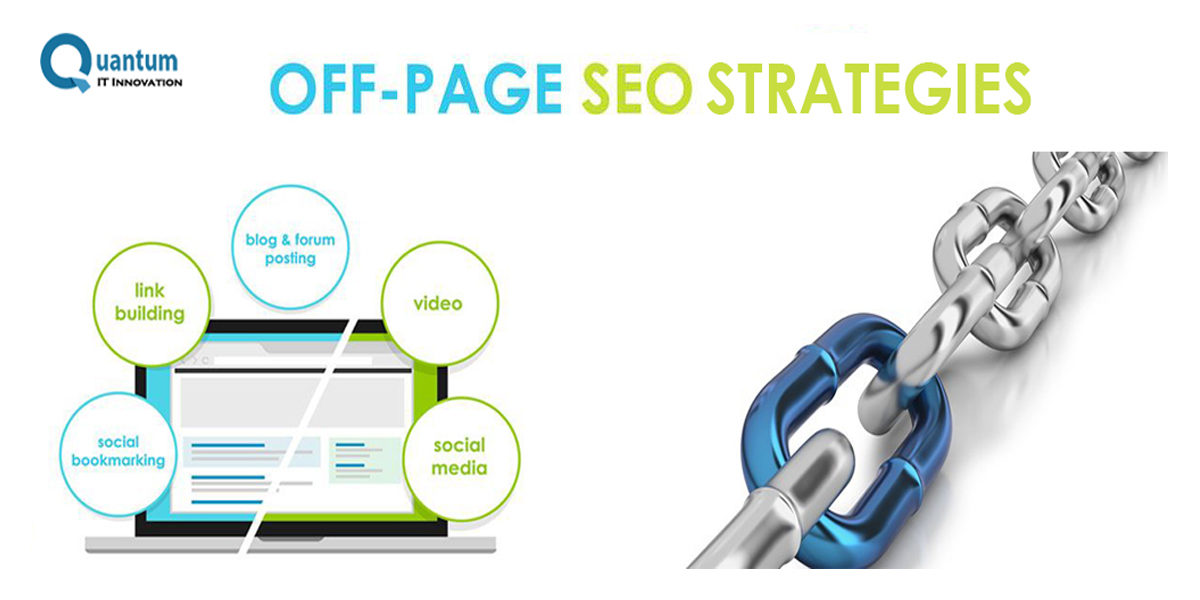 Quantum
IT INNOVATION
OFF-PAGE SEO STRATEGIES
blog & forum
posting
link
building
video
social
bookmarking
social
media